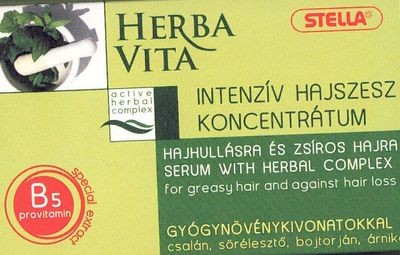 HERBA
VITA
STELLA®
active
herbal
complex
INTENZÍV HAJSZESZ
KONCENTRÁTUM
HAJHULLÁSRA ÉS ZSÍROS HAJRA
SERUM WITH HERBAL COMPLEX
for greasy hair and against hair loss
B5
provitamin
special extract
GYÓGYNÖVÉNYKIVONATOKKAL
csalán, sörélesztő, bojtorján, árnika